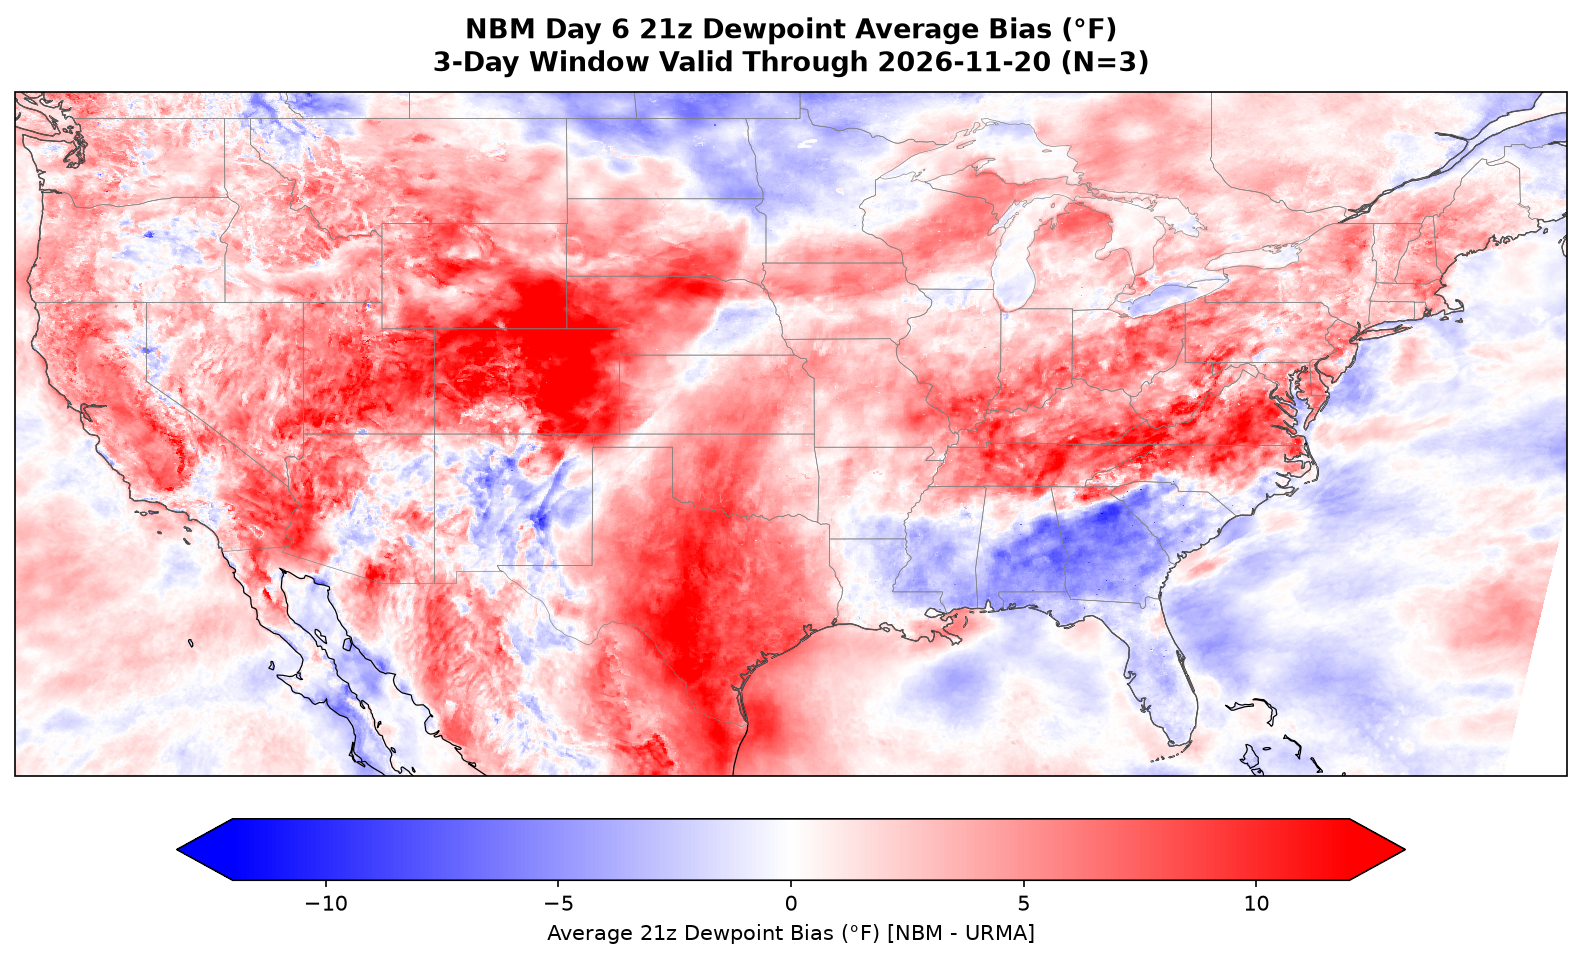 NBM Day 6 21z Dewpoint Average Bias (°F)
3-Day Window Valid Through 2026-11-20 (N=3)
−10 −5 0 5 10
Average 21z Dewpoint Bias (°F) [NBM - URMA]